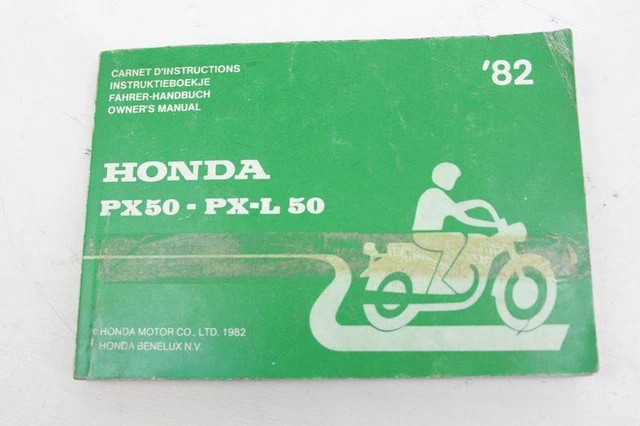 CARNET D'INSTRUCTIONS
INSTRUKTIEBOEKJE
FAHRER-HANDBUCH
OWNER'S MANUAL
'82
HONDA
PX50 - PX-L 50
© HONDA MOTOR CO., LTD. 1982
HONDA BENELUX N.V.